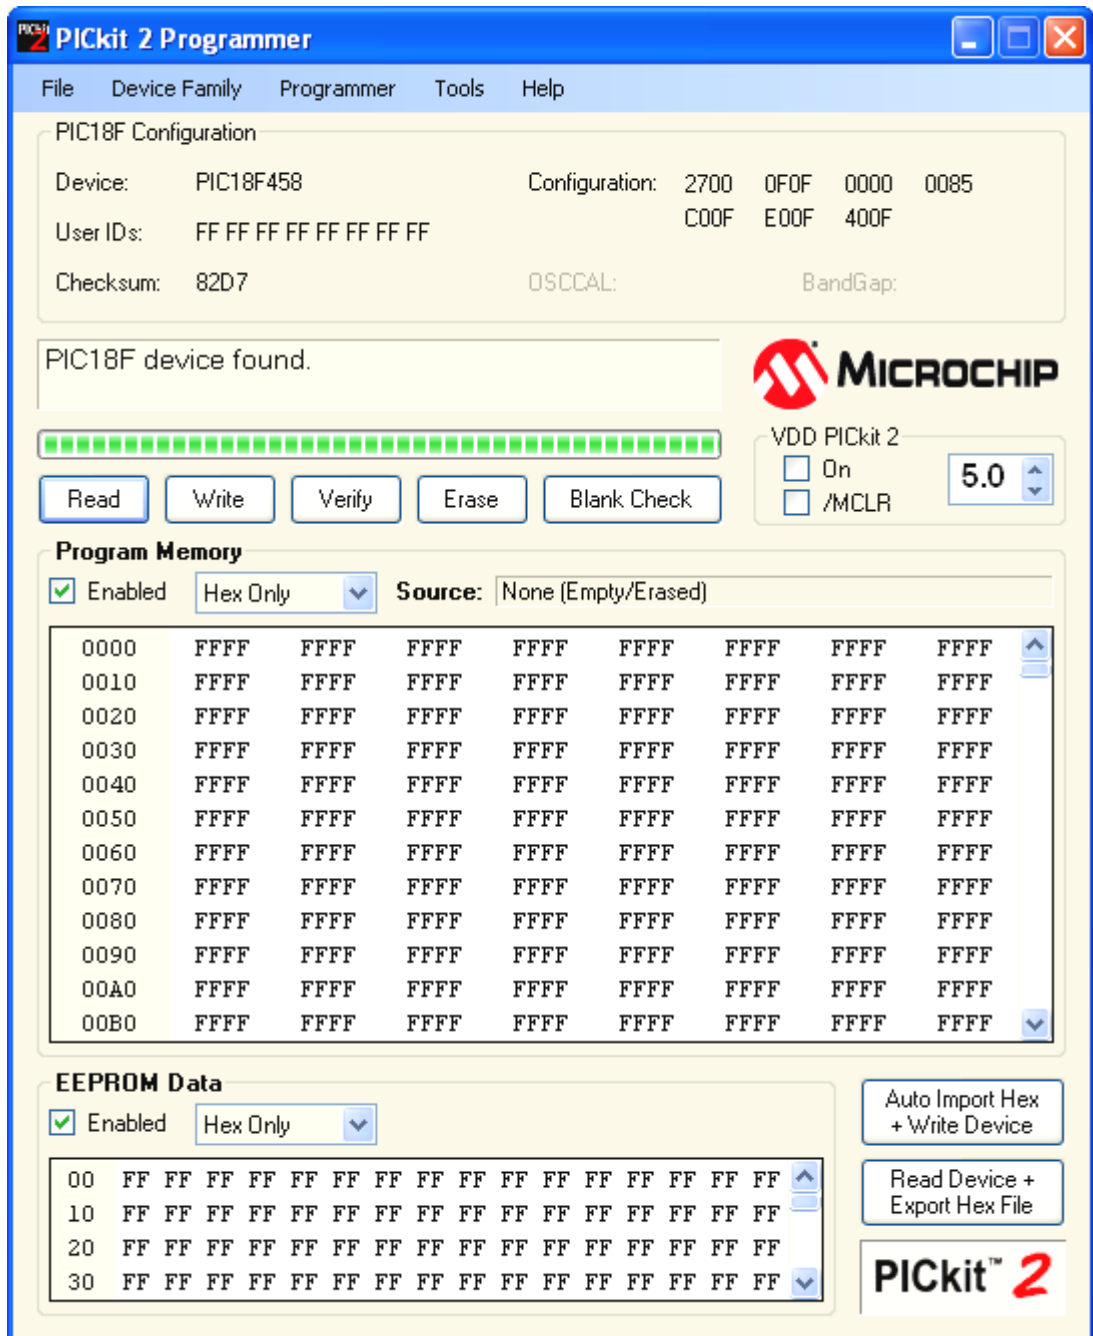 PICkit 2 Programmer
File Device Family Programmer Tools Help
PIC18F Configuration
Device: PIC18F458 Configuration: 2700 0F0F 0000 0085
C00F E00F 400F
User IDs: FF FF FF FF FF FF FF FF
Checksum: 82D7 OSCCAL: BandGap:
PIC18F device found.
MICROCHIP
VDD PICkit 2
On
/MCLR
5.0
Read Write Verify Erase Blank Check
Program Memory
Enabled Hex Only Source: None (Empty/Erased)
0000 FFFF FFFF FFFF FFFF FFFF FFFF FFFF FFFF
0010 FFFF FFFF FFFF FFFF FFFF FFFF FFFF FFFF
0020 FFFF FFFF FFFF FFFF FFFF FFFF FFFF FFFF
0030 FFFF FFFF FFFF FFFF FFFF FFFF FFFF FFFF
0040 FFFF FFFF FFFF FFFF FFFF FFFF FFFF FFFF
0050 FFFF FFFF FFFF FFFF FFFF FFFF FFFF FFFF
0060 FFFF FFFF FFFF FFFF FFFF FFFF FFFF FFFF
0070 FFFF FFFF FFFF FFFF FFFF FFFF FFFF FFFF
0080 FFFF FFFF FFFF FFFF FFFF FFFF FFFF FFFF
0090 FFFF FFFF FFFF FFFF FFFF FFFF FFFF FFFF
00A0 FFFF FFFF FFFF FFFF FFFF FFFF FFFF FFFF
00B0 FFFF FFFF FFFF FFFF FFFF FFFF FFFF FFFF
EEPROM Data
Enabled Hex Only
00 FF FF FF FF FF FF FF FF FF FF FF FF FF FF FF FF
10 FF FF FF FF FF FF FF FF FF FF FF FF FF FF FF FF
20 FF FF FF FF FF FF FF FF FF FF FF FF FF FF FF FF
30 FF FF FF FF FF FF FF FF FF FF FF FF FF FF FF FF
Auto Import Hex
+ Write Device
Read Device +
Export Hex File
PICkit™ 2